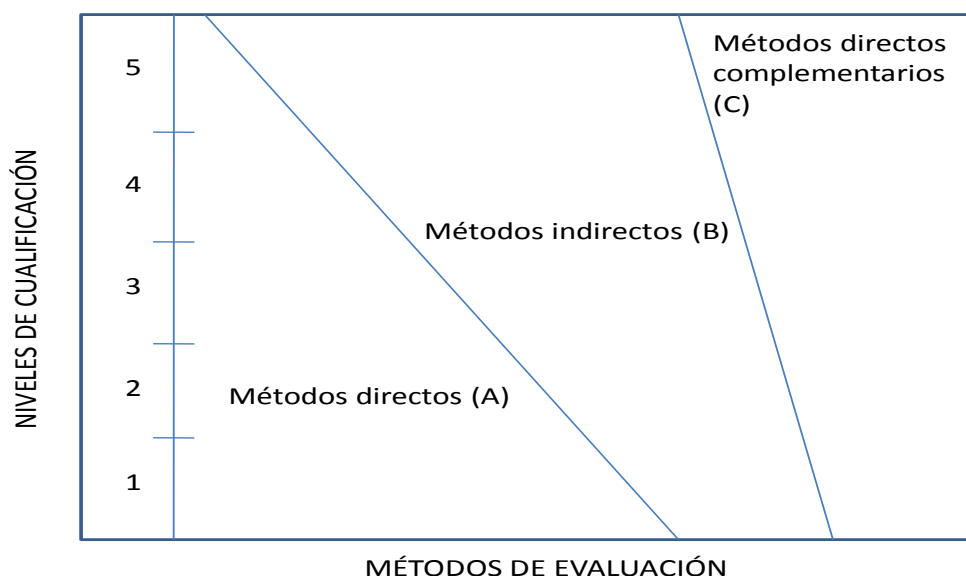 NIVELES DE CUALIFICACIÓN
5
4
3
2
1
Métodos directos
complementarios
(C)
Métodos indirectos (B)
Métodos directos (A)
MÉTODOS DE EVALUACIÓN